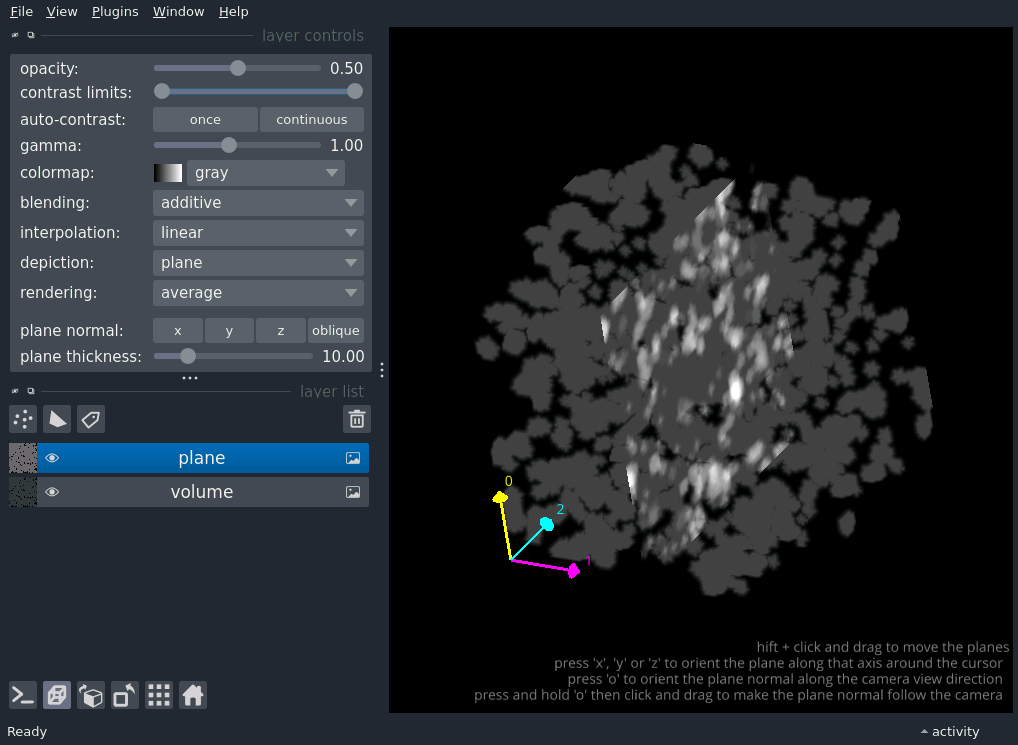 File View Plugins Window Help
layer controls
opacity: 0.50
contrast limits:
auto-contrast: once continuous
gamma: 1.00
colormap: gray
blending: additive
interpolation: linear
depiction: plane
rendering: average
plane normal: x y z oblique
plane thickness: 10.00
layer list
plane
volume
0
2
1
hift + click and drag to move the planes
press 'x', 'y' or 'z' to orient the plane along that axis around the cursor
press 'o' to orient the plane normal along the camera view direction
press and hold 'o' then click and drag to make the plane normal follow the camera
Ready
activity